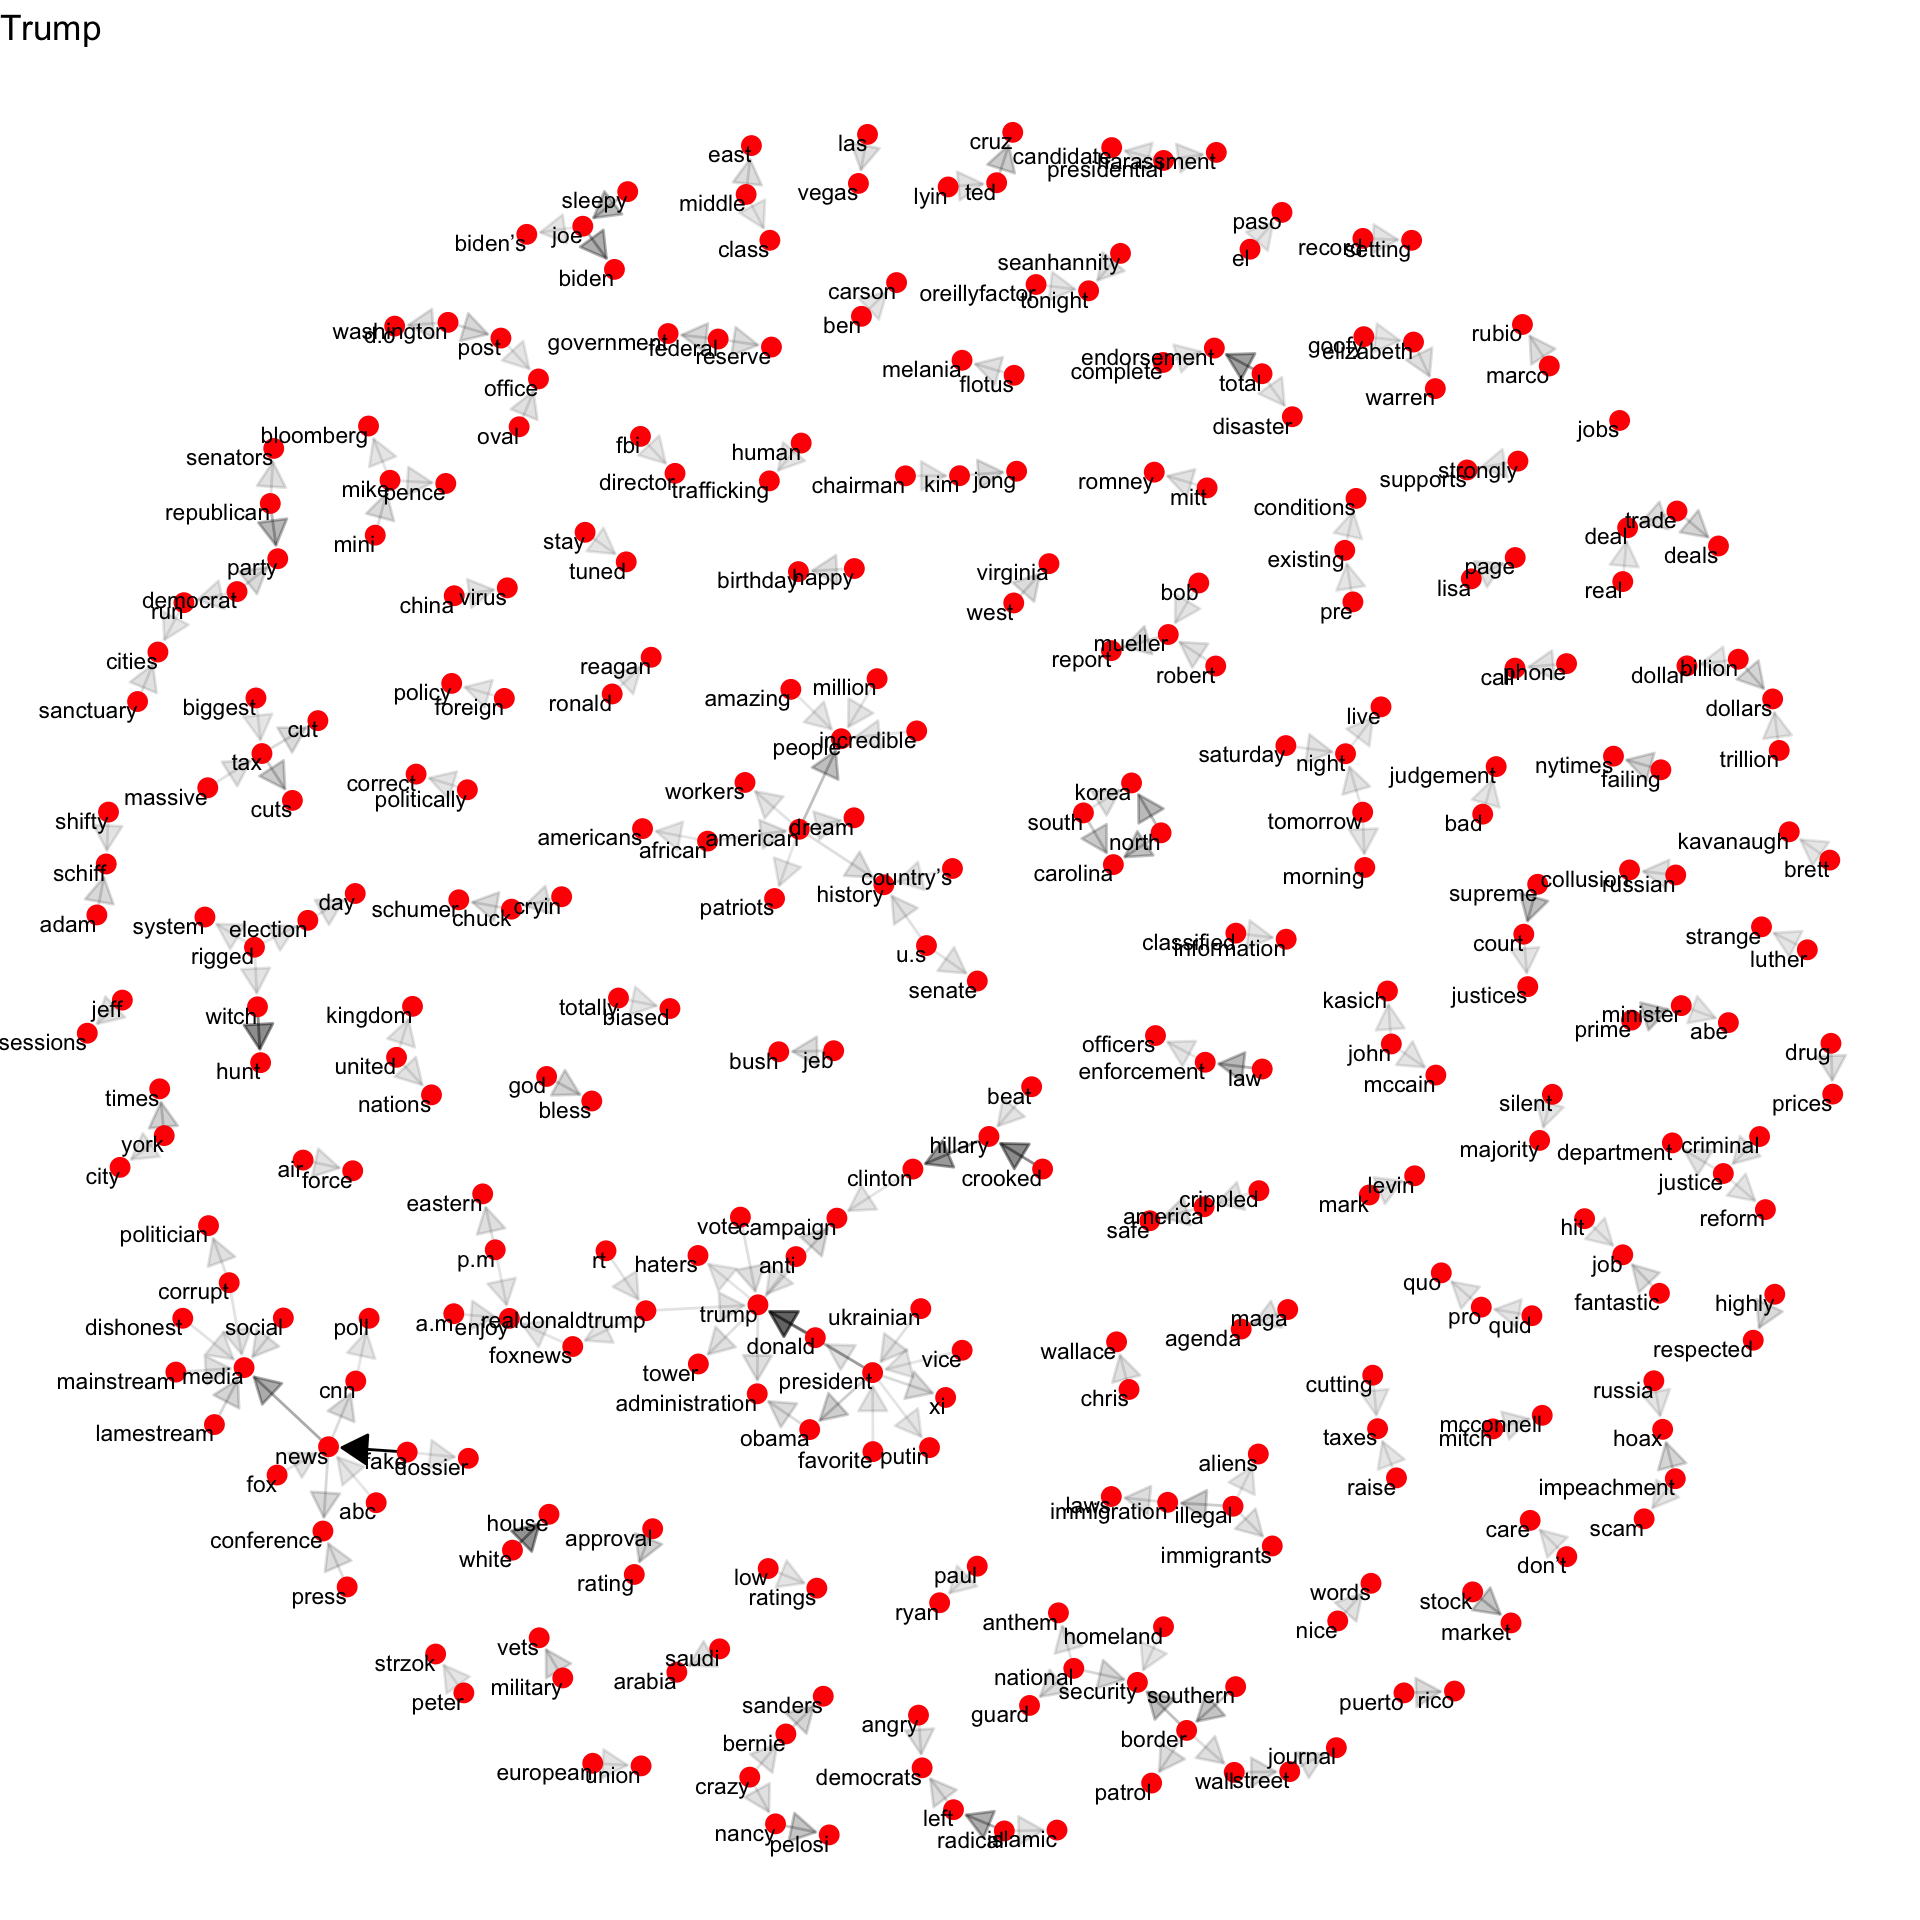 Trump
east
las
cruz
candidate
harassment
presidential
middle
vegas
lyin
ted
sleepy
biden's
joe
class
biden
paso
record
setting
el
seanhannity
carson
oreillyfactor
tonight
ben
washington
d.c
post
government
federal
reserve
office
oval
melania
flotus
endorsement
complete
total
disaster
goofy
elizabeth
warren
rubio
marco
jobs
bloomberg
senators
mike
pence
republican
mini
party
fbi
director
human
trafficking
chairman
kim
jong
romney
mitt
conditions
supports
strongly
existing
pre
trade
deal
deals
real
stay
tuned
birthday
happy
virginia
west
bob
mueller
report
robert
lisa
page
democrat
run
cities
sanctuary
china
virus
reagan
ronald
policy
foreign
amazing
million
people
incredible
call
phone
dollar
billion
dollars
trillion
biggest
cut
tax
massive
cuts
correct
politically
workers
live
saturday
night
judgement
nytimes
failing
shifty
schiff
adam
americans
african
american
dream
korea
south
north
carolina
tomorrow
bad
morning
kavanaugh
brett
supreme
collusion
russian
country's
history
patriots
day
system
election
rigged
schumer
chuck
cryin
u.s
senate
classified
information
court
justices
strange
luther
jeff
sessions
witch
hunt
kingdom
united
nations
totally
biased
bush
jeb
god
bless
kasich
john
mccain
prime
minister
abe
officers
enforcement
law
drug
prices
times
york
city
air
force
beat
hillary
clinton
crooked
silent
majority
department
criminal
justice
reform
eastern
p.m
vote
campaign
anti
haters
rt
crippled
america
safe
mark
levin
hit
job
fantastic
politician
corrupt
dishonest
social
poll
a.m
enjoy
realdonaldtrump
foxnews
trump
ukrainian
donald
vice
president
xi
tower
administration
obama
favorite
putin
maga
agenda
wallace
chris
quo
pro
quid
highly
respected
mainstream
media
cnn
lamestream
news
fake
dossier
fox
abc
conference
press
cutting
taxes
raise
mcconnell
mitch
russia
hoax
impeachment
scam
aliens
laws
immigration
illegal
immigrants
care
don't
house
white
approval
rating
low
ratings
paul
ryan
words
nice
stock
market
strzok
peter
vets
military
saudi
arabia
anthem
homeland
national
security
southern
guard
border
patrol
wall
street
journal
puerto
rico
sanders
bernie
crazy
nancy
pelosi
angry
democrats
left
radical
islamic
european
union